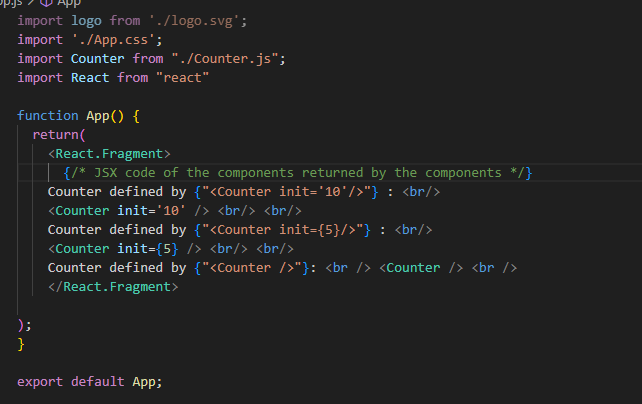 App.js > App
import logo from './logo.svg';
import './App.css';
import Counter from "./Counter.js";
import React from "react"
function App() {
return(
<React.Fragment>
{/* JSX code of the components returned by the components */}
Counter defined by {"<Counter init='10'/>"} : <br/>
<Counter init='10' /> <br/> <br/>
Counter defined by {"<Counter init={5}/>"} : <br/>
<Counter init={5} /> <br/> <br/>
Counter defined by {"<Counter />"}: <br /> <Counter /> <br />
</React.Fragment>
);
}
export default App;